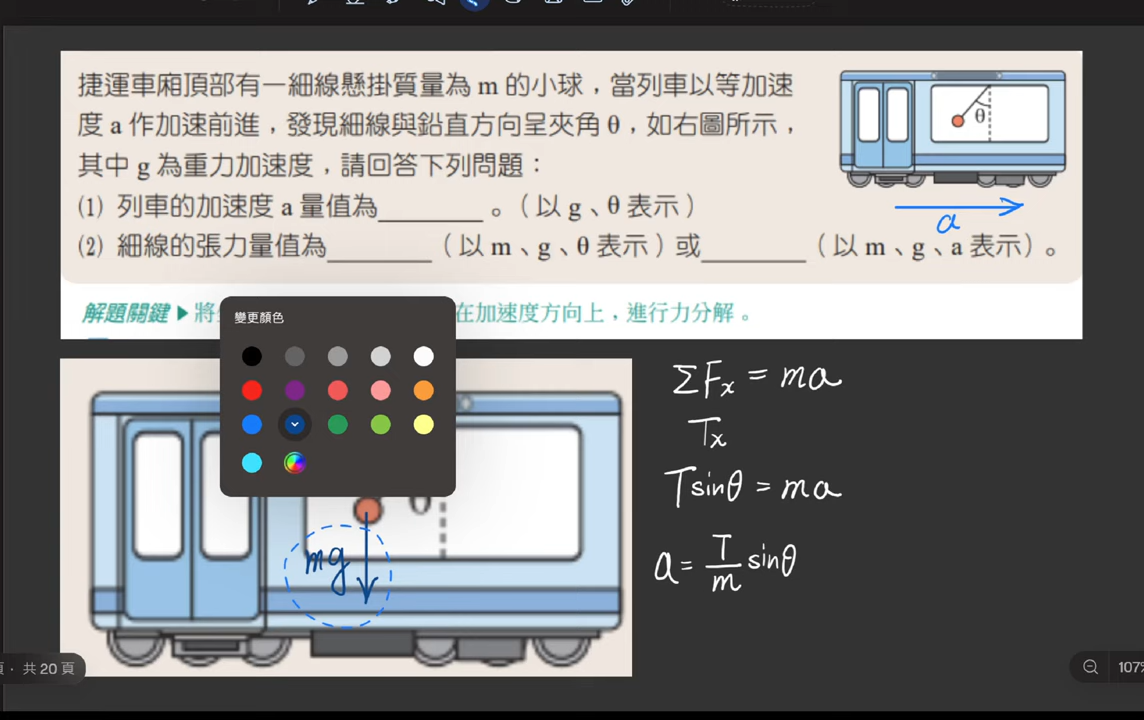 捷運車廂頂部有一細線懸掛質量為 m 的小球，當列車以等加速
度 a 作加速前進，發現細線與鉛直方向呈夾角 θ，如右圖所示，
其中 g 為重力加速度，請回答下列問題：
(1) 列車的加速度 a 量值為______。（以 g、θ 表示）
(2) 細線的張力量值為______（以 m、g、θ 表示）或______（以 m、g、a 表示）。
θ
a
解題關鍵▶將
在加速度方向上，進行力分解。
變更顏色
θ
mg
ΣFx = ma
Tx
Tsinθ = ma
a = T/m sinθ
頁・共 20 頁
107%